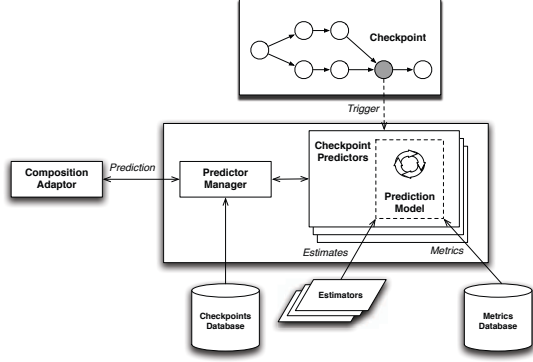 Checkpoint
Trigger
Checkpoint
Predictors
Prediction
Composition
Adaptor
Predictor
Manager
Prediction
Model
Estimates
Metrics
Checkpoints
Database
Estimators
Metrics
Database